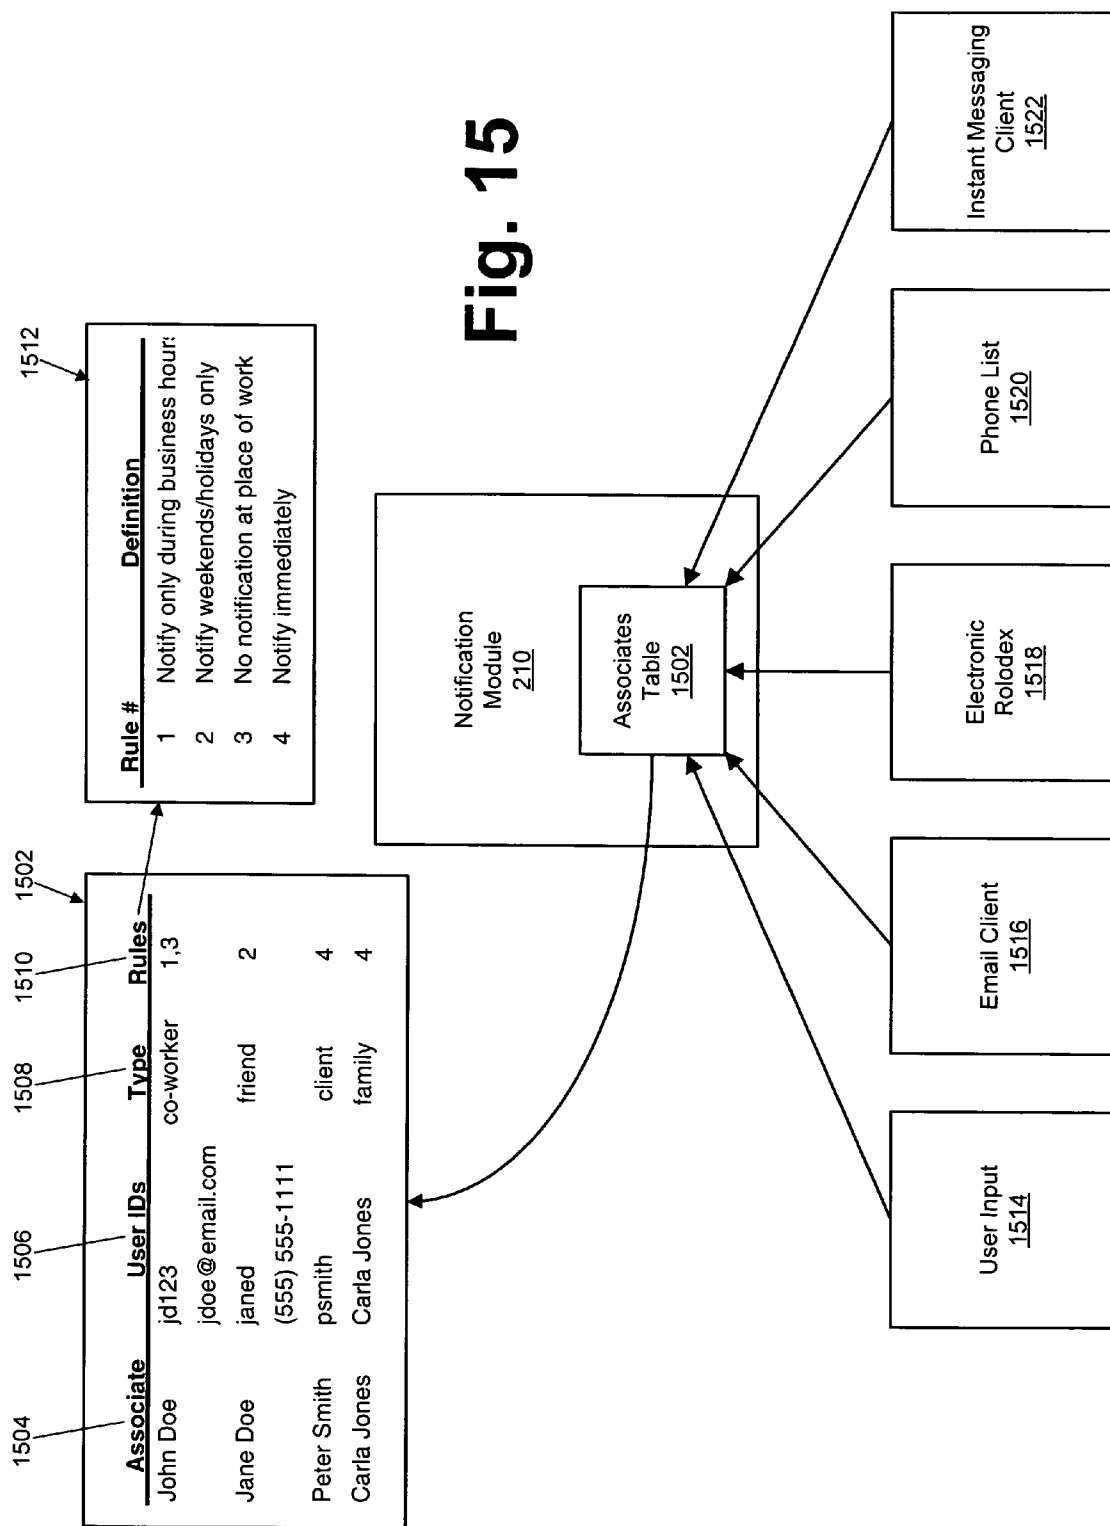 1504
1506
1508
1510
1502
Associate User IDs Type Rules
John Doe jd123 co-worker 1,3
jdoe@email.com
Jane Doe janed friend 2
(555) 555-1111
Peter Smith psmith client 4
Carla Jones Carla Jones family 4
1512
Rule # Definition
1 Notify only during business hours
2 Notify weekends/holidays only
3 No notification at place of work
4 Notify immediately
Notification
Module
210
Associates
Table
1502
Fig. 15
User Input
1514
Email Client
1516
Electronic
Rolodex
1518
Phone List
1520
Instant Messaging
Client
1522